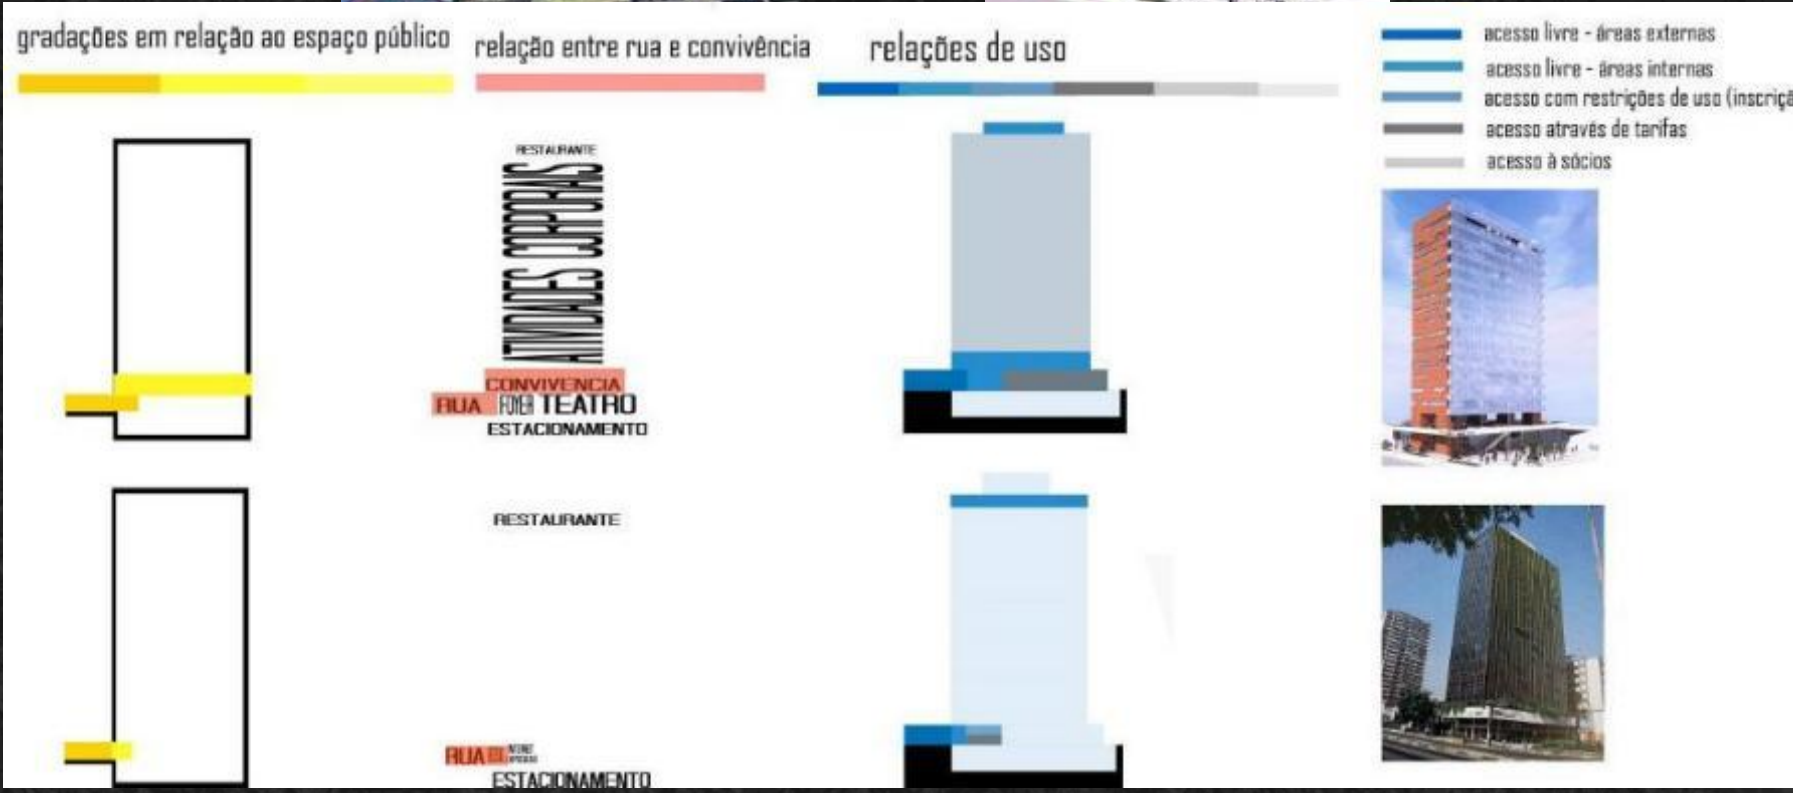 gradações em relação ao espaço público
relação entre rua e convivência
relações de uso
acesso livre - áreas externas
acesso livre - áreas internas
acesso com restrições de uso (inscriçã
acesso através de tarifas
acesso à sócios
RESTAURANTE
ATIVIDADES CORPORAIS
CONVIVENCIA
RUA FOYER TEATRO
ESTACIONAMENTO
RESTAURANTE
RUA
ESTACIONAMENTO